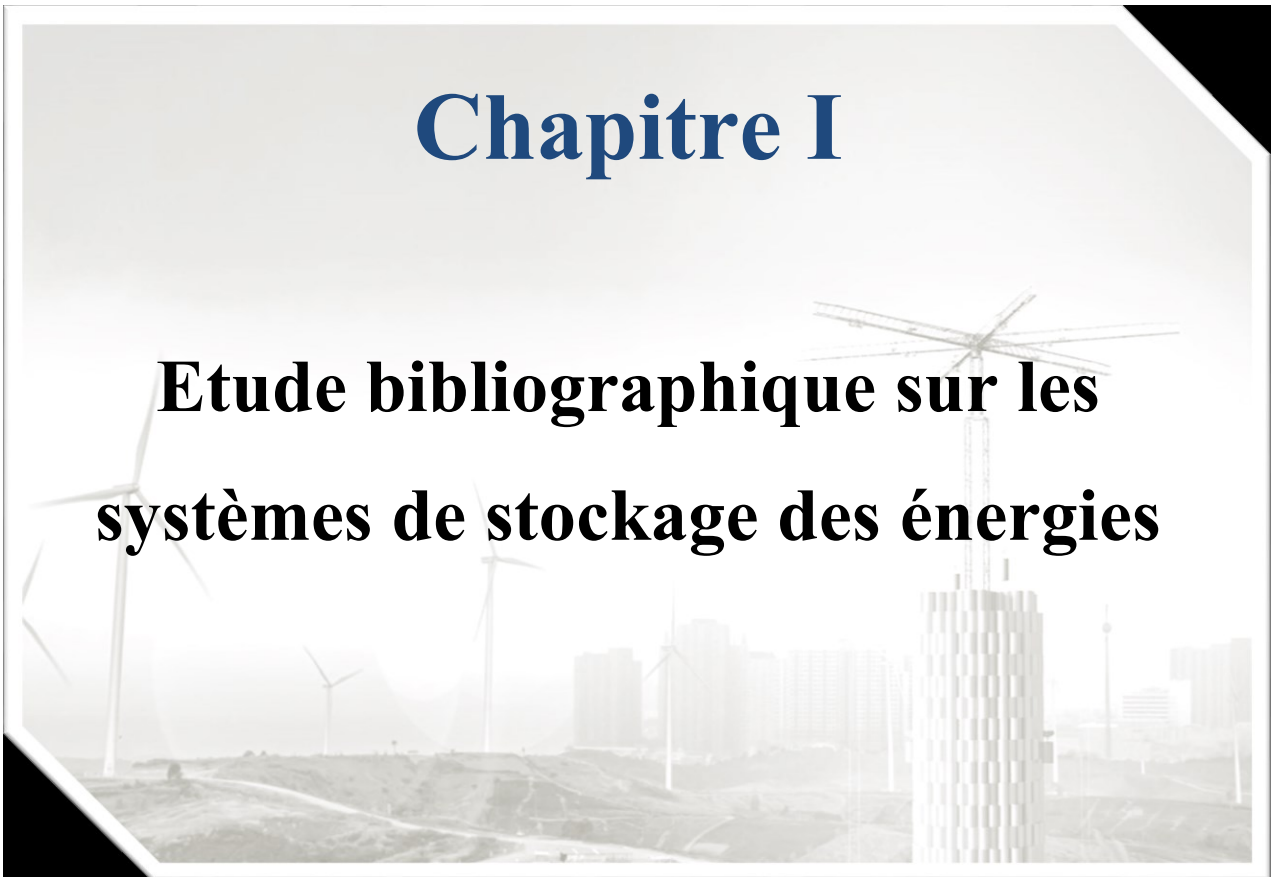 Chapitre I
Etude bibliographique sur les
systèmes de stockage des énergies